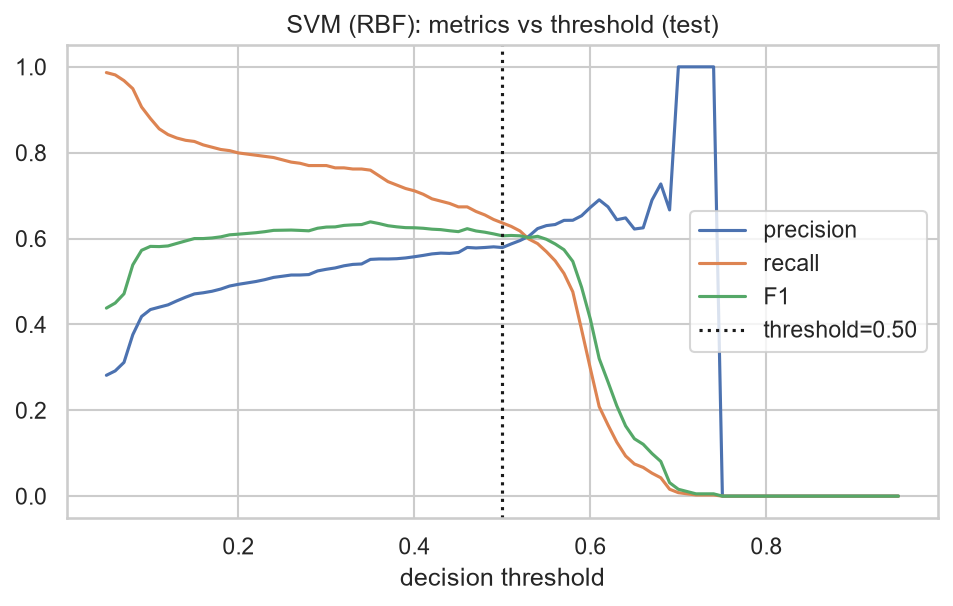 SVM (RBF): metrics vs threshold (test)
1.0
0.8
0.6
0.4
0.2
0.0
precision
recall
F1
threshold=0.50
0.2 0.4 0.6 0.8
decision threshold